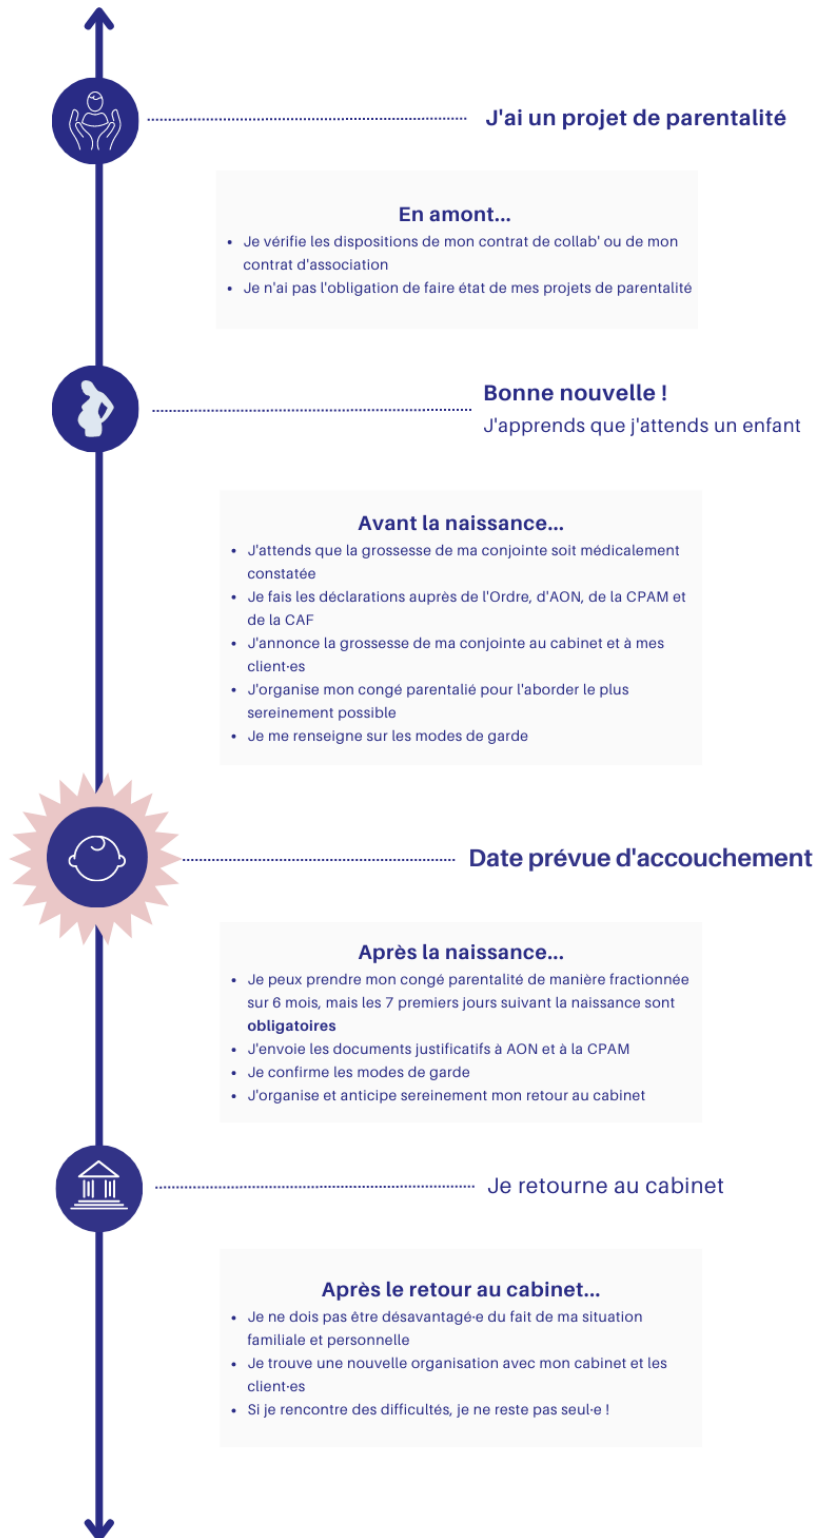 J'ai un projet de parentalité
En amont...
• Je vérifie les dispositions de mon contrat de collab' ou de mon
contrat d'association
• Je n'ai pas l'obligation de faire état de mes projets de parentalité
Bonne nouvelle !
J'apprends que j'attends un enfant
Avant la naissance...
• J'attends que la grossesse de ma conjointe soit médicalement
constatée
• Je fais les déclarations auprès de l'Ordre, d'AON, de la CPAM et
de la CAF
• J'annonce la grossesse de ma conjointe au cabinet et à mes
client·es
• J'organise mon congé parentalié pour l'aborder le plus
sereinement possible
• Je me renseigne sur les modes de garde
Date prévue d'accouchement
Après la naissance...
• Je peux prendre mon congé parentalité de manière fractionnée
sur 6 mois, mais les 7 premiers jours suivant la naissance sont
obligatoires
• J'envoie les documents justificatifs à AON et à la CPAM
• Je confirme les modes de garde
• J'organise et anticipe sereinement mon retour au cabinet
Je retourne au cabinet
Après le retour au cabinet...
• Je ne dois pas être désavantagé·e du fait de ma situation
familiale et personnelle
• Je trouve une nouvelle organisation avec mon cabinet et les
client·es
• Si je rencontre des difficultés, je ne reste pas seul·e !